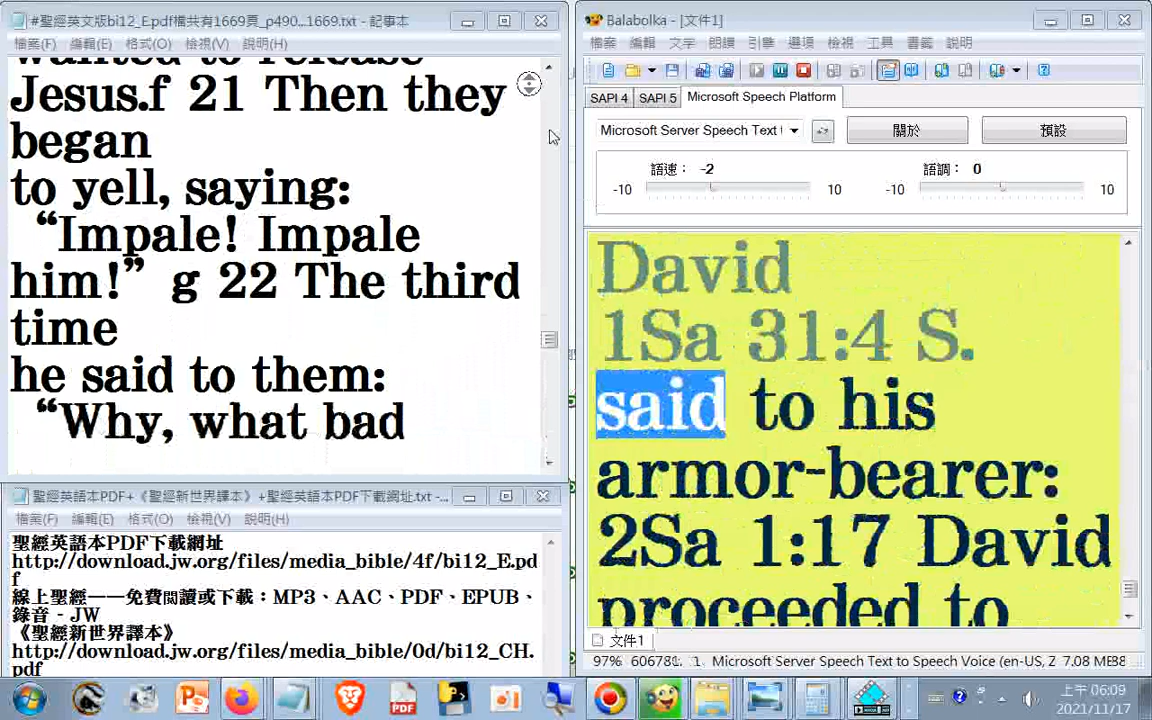 #聖經英文版bi12_E.pdf檔共有1669頁_p490...1669.txt - 記事本
檔案(F) 編輯(E) 格式(O) 檢視(V) 說明(H)
wanted to release
Jesus.f 21 Then they
began
to yell, saying:
“Impale! Impale
him!” g 22 The third
time
he said to them:
“Why, what bad
聖經英語本PDF+《聖經新世界譯本》+聖經英語本PDF下載網址.txt -...
檔案(F) 編輯(E) 格式(O) 檢視(V) 說明(H)
聖經英語本PDF下載網址
http://download.jw.org/files/media_bible/4f/bi12_E.pd
f
線上聖經——免費閱讀或下載：MP3、AAC、PDF、EPUB、
錄音 - JW
《聖經新世界譯本》
http://download.jw.org/files/media_bible/0d/bi12_CH.
pdf
Balabolka - [文件1]
檔案 編輯 文字 朗讀 引擎 選項 檢視 工具 書籤 說明
SAPI 4 SAPI 5 Microsoft Speech Platform
Microsoft Server Speech Text 關於 預設
語速： -2 語調： 0
-10 10 -10 10
David
1Sa 31:4 S.
said to his
armor-bearer:
2Sa 1:17 David
proceeded to
文件1
97% Microsoft Server Speech Text to Speech Voice (en-US, Z 7.08 MB
上午 06:09
2021/11/17